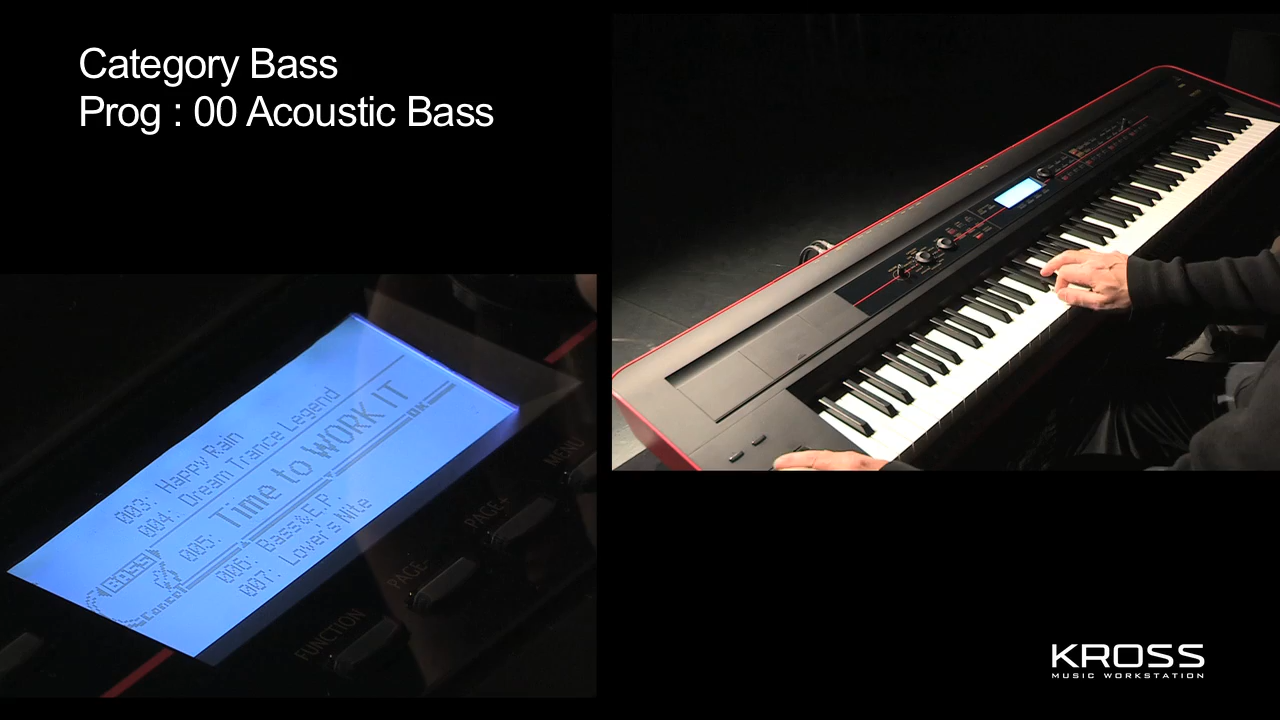 Category Bass
Prog : 00 Acoustic Bass
003: Happy Rain
004: Dream Trance Legend
005: Time to WORK IT
006: Bass&E.P.
007: Lover's Nite
BASS
Cancel
OK
MENU
PAGE+
PAGE-
FUNCTION
KROSS
MUSIC WORKSTATION